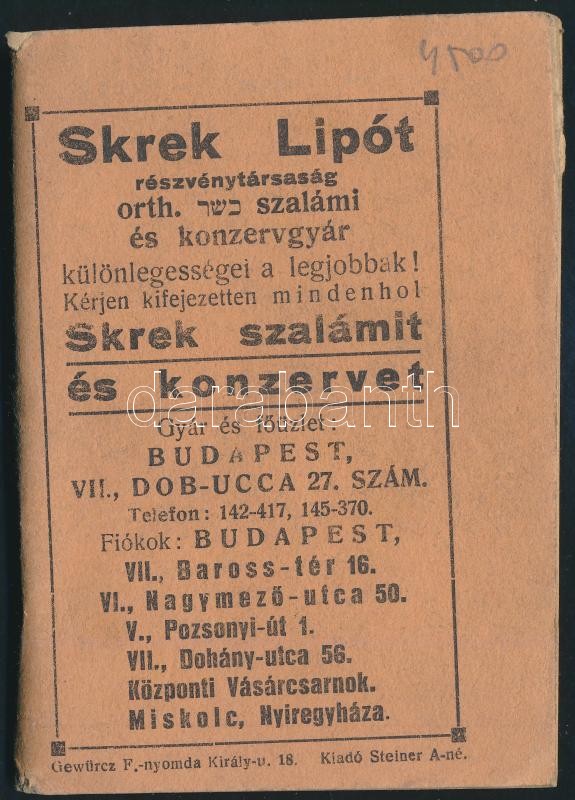 4500
Skrek Lipót
részvénytársaság
orth. כשר szalámi
és konzervgyár
különlegességei a legjobbak!
Kérjen kifejezetten mindenhol
Skrek szalámit
és konzervet
darabanth
Gyár és főüzlet:
BUDAPEST,
VII., DOB-UCCA 27. SZÁM.
Telefon: 142-417, 145-370.
Fiókok: BUDAPEST,
VII., Baross-tér 16.
VI., Nagymező-utca 50.
V., Pozsonyi-út 1.
VII., Dohány-utca 56.
Központi Vásárcsarnok.
Miskolc, Nyiregyháza.
Gewürcz F.-nyomda Király-u. 18. Kiadó Steiner A-né.